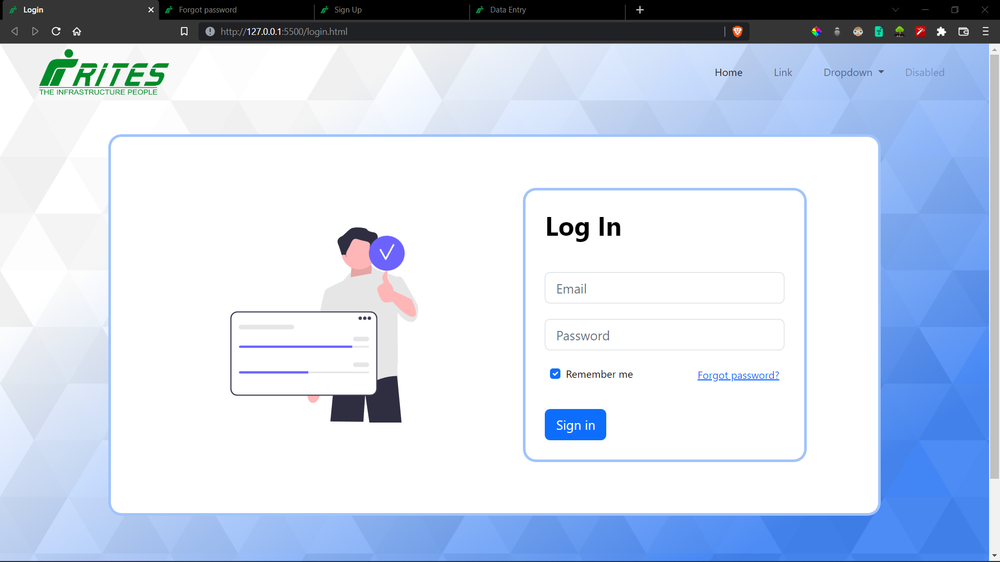 Login
Forgot password
Sign Up
Data Entry
http://127.0.0.1:5500/login.html
RITES
THE INFRASTRUCTURE PEOPLE
Home
Link
Dropdown
Disabled
Log In
Email
Password
Remember me
Forgot password?
Sign in